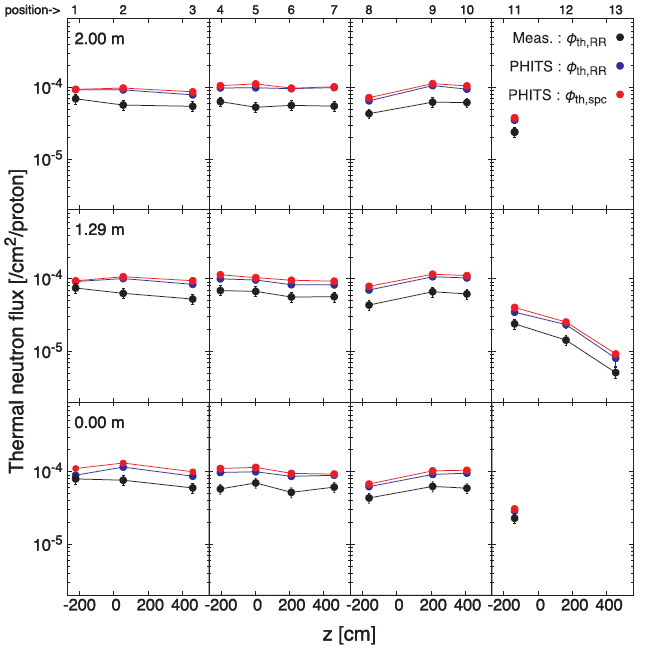 position-> 1 2 3 4 5 6 7 8 9 10 11 12 13
2.00 m
Meas. : ϕth,RR
PHITS : ϕth,RR
PHITS : ϕth,spc
10-4
10-5
1.29 m
10-4
10-5
0.00 m
10-4
10-5
Thermal neutron flux [/cm2/proton]
-200 0 200 400 -200 0 200 400 -200 0 200 400 -200 0 200 400
z [cm]